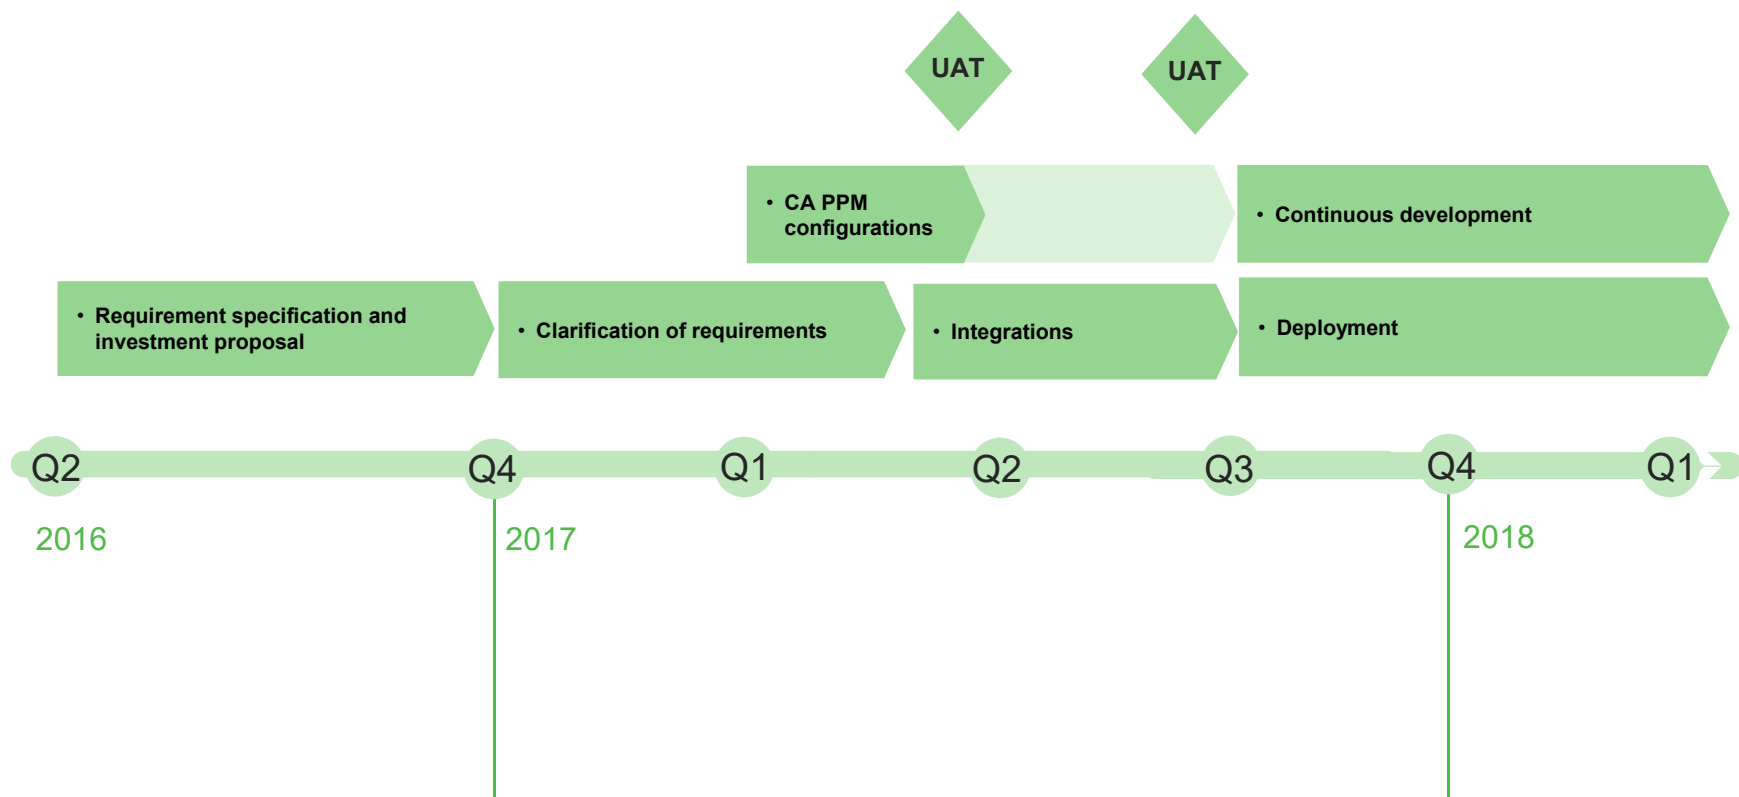 UAT
UAT
• CA PPM
configurations
• Continuous development
• Requirement specification and
investment proposal
• Clarification of requirements
• Integrations
• Deployment
Q2
Q4
Q1
Q2
Q3
Q4
Q1
2016
2017
2018